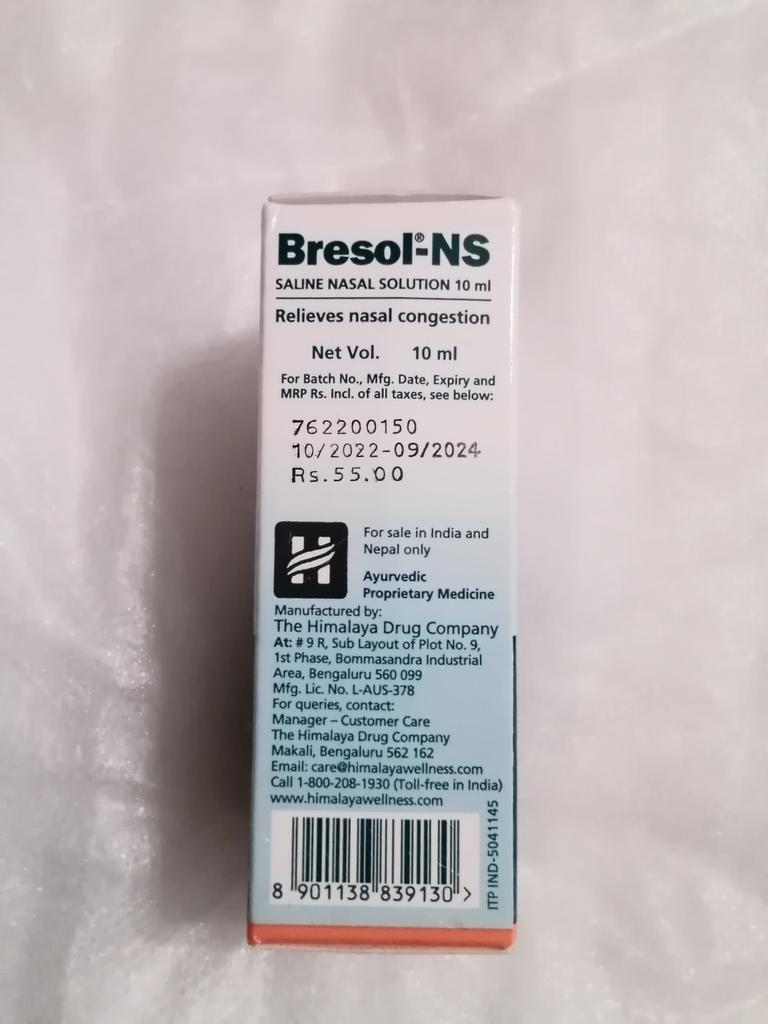 Bresol®-NS
SALINE NASAL SOLUTION 10 ml
Relieves nasal congestion
Net Vol. 10 ml
For Batch No., Mfg. Date, Expiry and
MRP Rs. Incl. of all taxes, see below:
762200150
10/2022-09/2024
Rs.55.00
For sale in India and
Nepal only
Ayurvedic
Proprietary Medicine
Manufactured by:
The Himalaya Drug Company
At: # 9 R, Sub Layout of Plot No. 9,
1st Phase, Bommasandra Industrial
Area, Bengaluru 560 099
Mfg. Lic. No. L-AUS-378
For queries, contact:
Manager – Customer Care
The Himalaya Drug Company
Makali, Bengaluru 562 162
Email: care@himalayawellness.com
Call 1-800-208-1930 (Toll-free in India)
www.himalayawellness.com
8 901138 839130 >
ITP IND-5041145